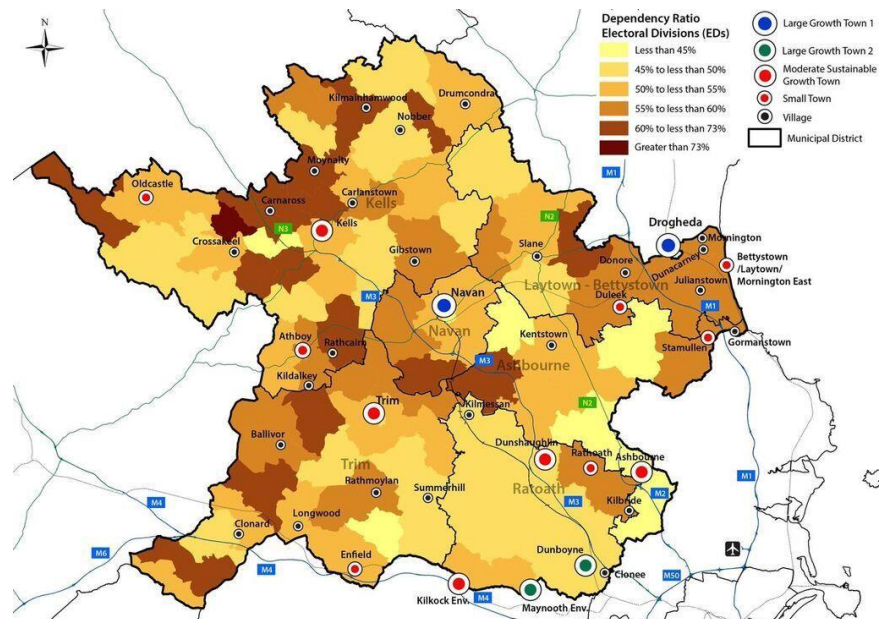 N
Dependency Ratio
Electoral Divisions (EDs)
Less than 45%
45% to less than 50%
50% to less than 55%
55% to less than 60%
60% to less than 73%
Greater than 73%
Large Growth Town 1
Large Growth Town 2
Moderate Sustainable
Growth Town
Small Town
Village
Municipal District
Kilmainhamwood
Drumcondra
Nobber
Moynalty
Oldcastle
Carnaross
Carlanstown
Kells
N3
Kells
Crossakeel
Gibstown
M1
N2
Slane
Drogheda
Mornington
Donore
Dunacarney
Bettystown
/Laytown/
Mornington East
Laytown - Bettystown
Julianstown
Duleek
M1
M3
Navan
Navan
Gormanstown
Stamullen
Athboy
Rathcairn
Kentstown
M3
Ashbourne
Kildalkey
Trim
Kilmessan
N2
Ballivor
Dunshaughlin
Rathoath
Ashbourne
Trim
Ratoath
Rathmoylan
Summerhill
M3
M2
M1
Kilbride
M4
Longwood
Clonard
M6
M4
Enfield
Dunboyne
Clonee
M50
Kilkock Env.
M4
Maynooth Env.